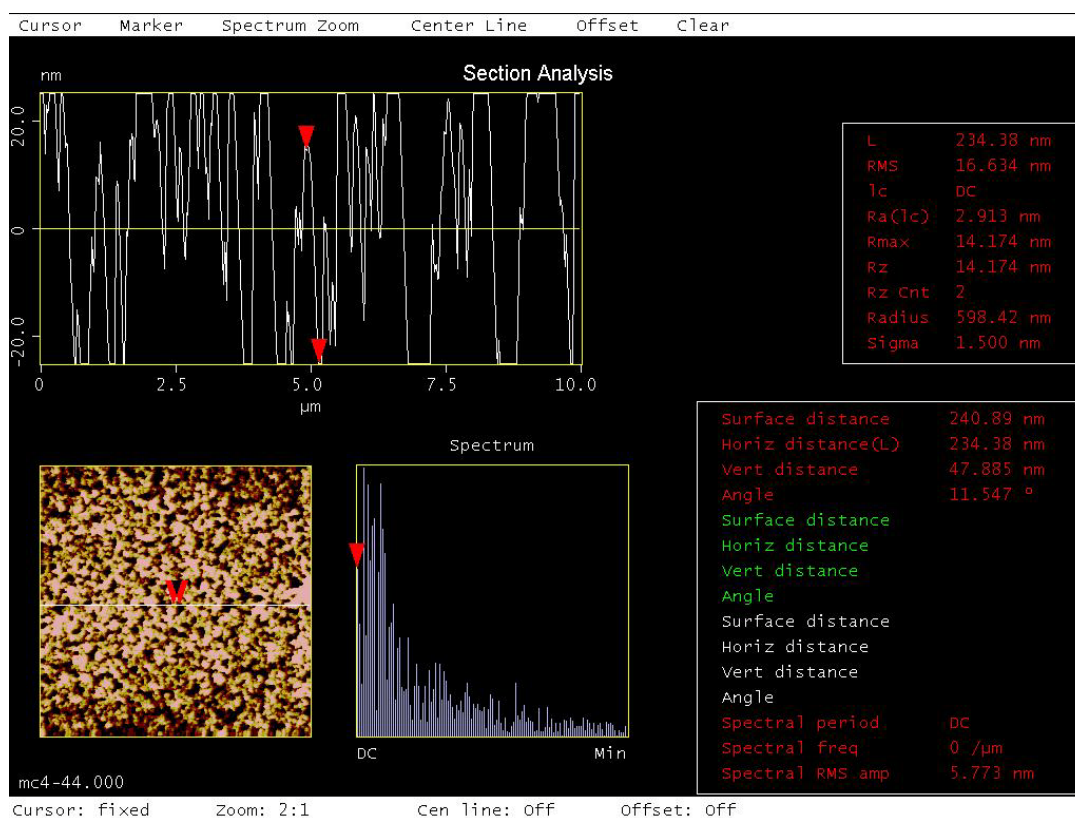 Cursor Marker Spectrum Zoom Center Line Offset Clear
Section Analysis
nm
20.0
0
-20.0
0 2.5 5.0 7.5 10.0
µm
L 234.38 nm
RMS 16.634 nm
lc DC
Ra(lc) 2.913 nm
Rmax 14.174 nm
Rz 14.174 nm
Rz Cnt 2
Radius 598.42 nm
Sigma 1.500 nm
Spectrum
DC Min
Surface distance 240.89 nm
Horiz distance(L) 234.38 nm
Vert distance 47.885 nm
Angle 11.547 °
Surface distance
Horiz distance
Vert distance
Angle
Surface distance
Horiz distance
Vert distance
Angle
Spectral period DC
Spectral freq 0 /µm
Spectral RMS amp 5.773 nm
mc4-44.000
Cursor: fixed Zoom: 2:1 Cen line: Off Offset: Off